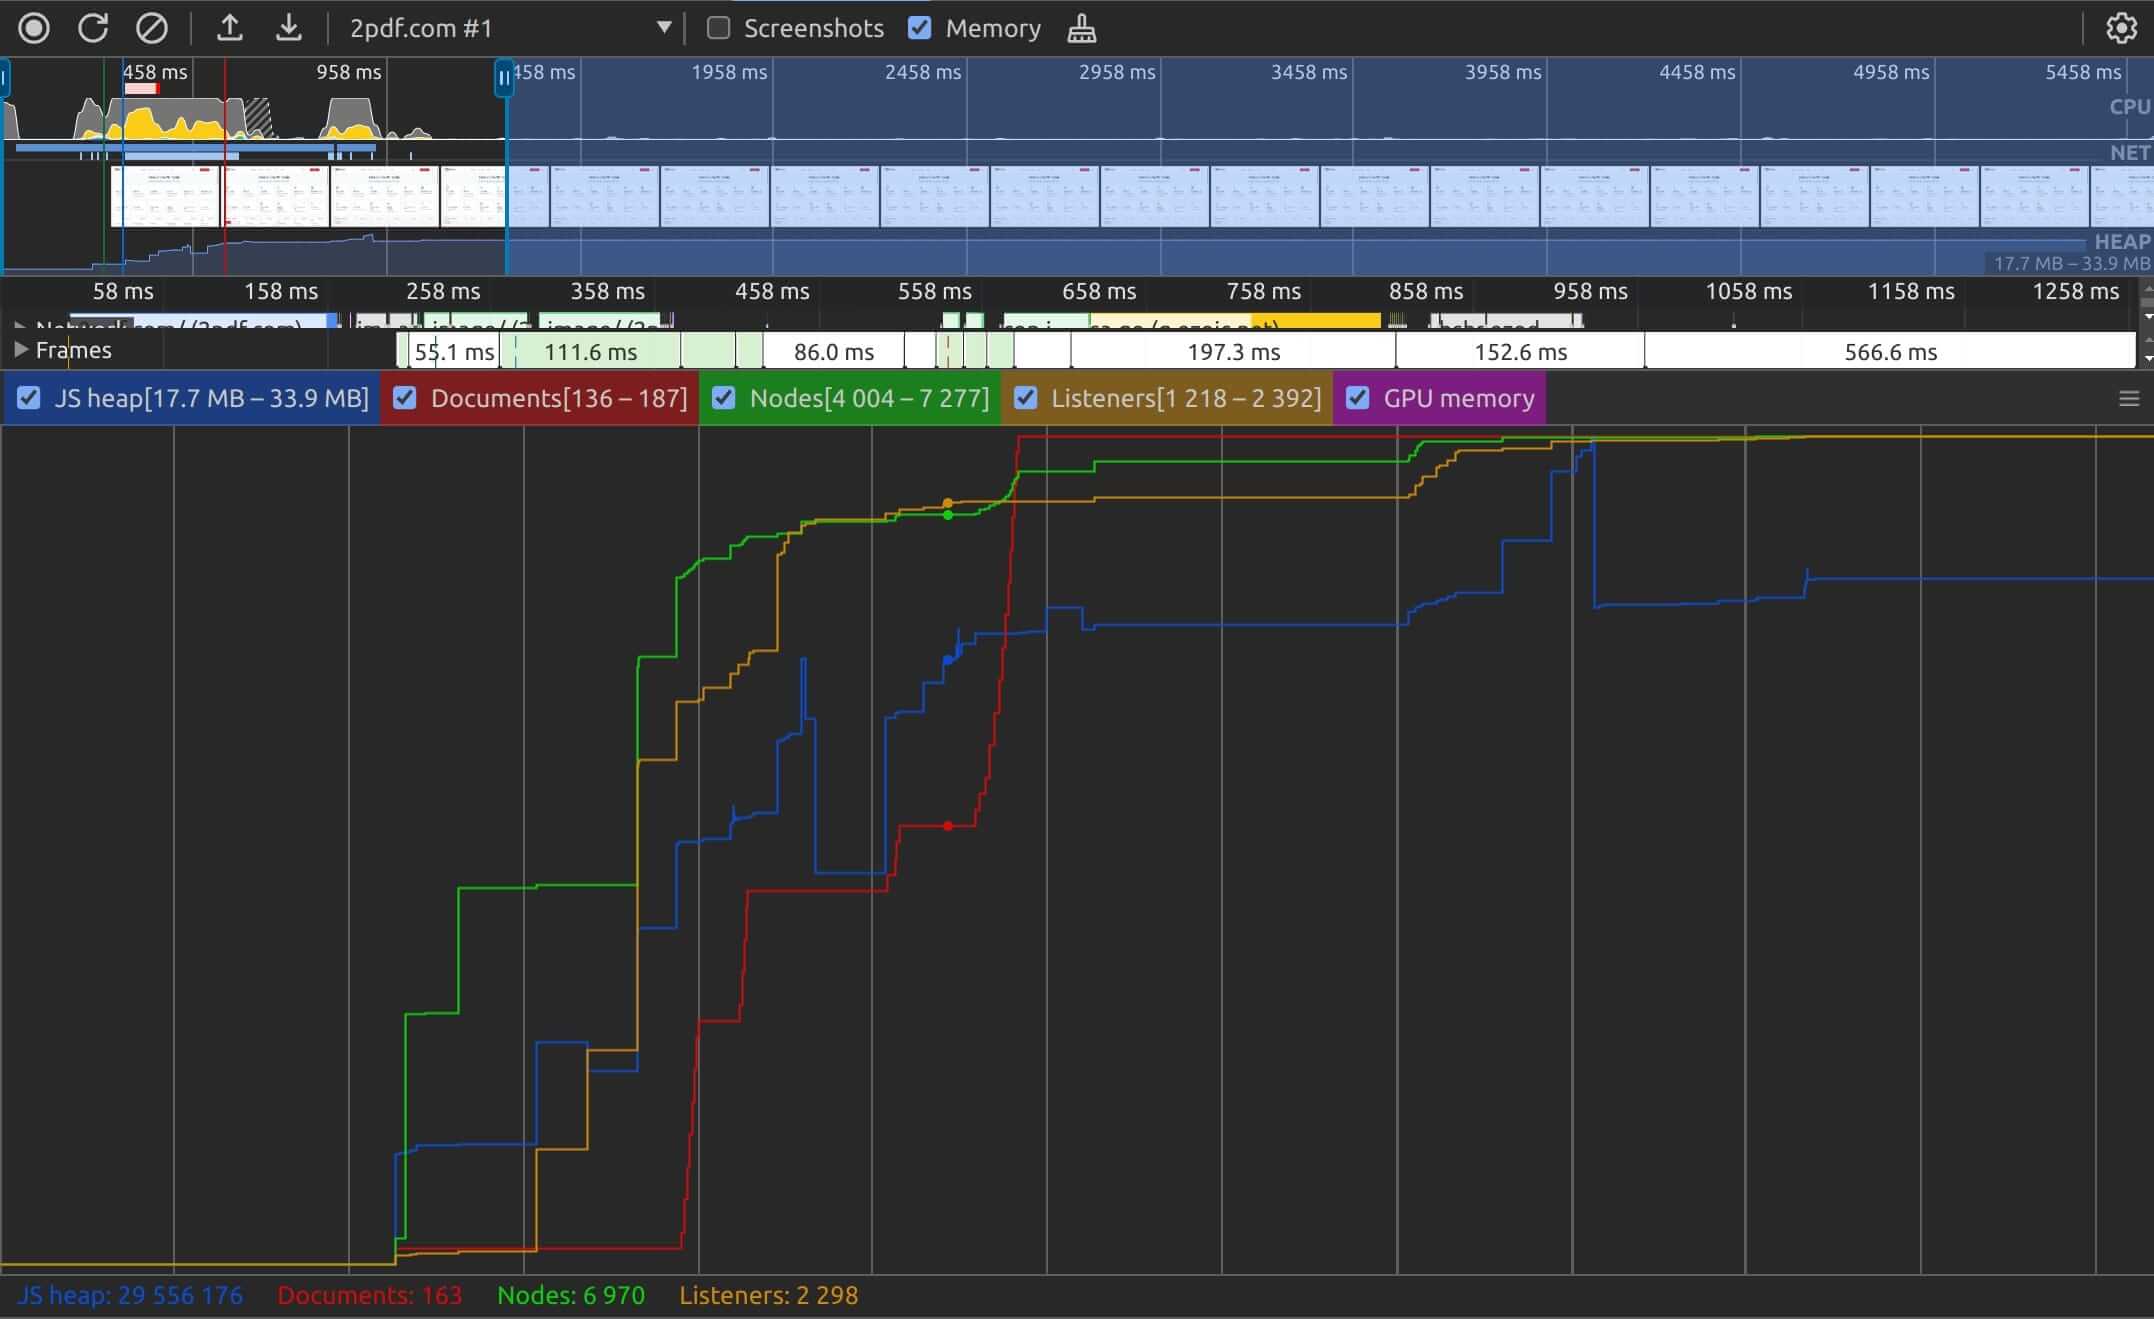 2pdf.com #1 Screenshots Memory
458 ms 958 ms 458 ms 1958 ms 2458 ms 2958 ms 3458 ms 3958 ms 4458 ms 4958 ms 5458 ms
CPU
NET
HEAP
17.7 MB – 33.9 MB
58 ms 158 ms 258 ms 358 ms 458 ms 558 ms 658 ms 758 ms 858 ms 958 ms 1058 ms 1158 ms 1258 ms
Network com/ (2pdf.com)
Frames 55.1 ms 111.6 ms 86.0 ms 197.3 ms 152.6 ms 566.6 ms
JS heap[17.7 MB – 33.9 MB] Documents[136 – 187] Nodes[4 004 – 7 277] Listeners[1 218 – 2 392] GPU memory
JS heap: 29 556 176 Documents: 163 Nodes: 6 970 Listeners: 2 298